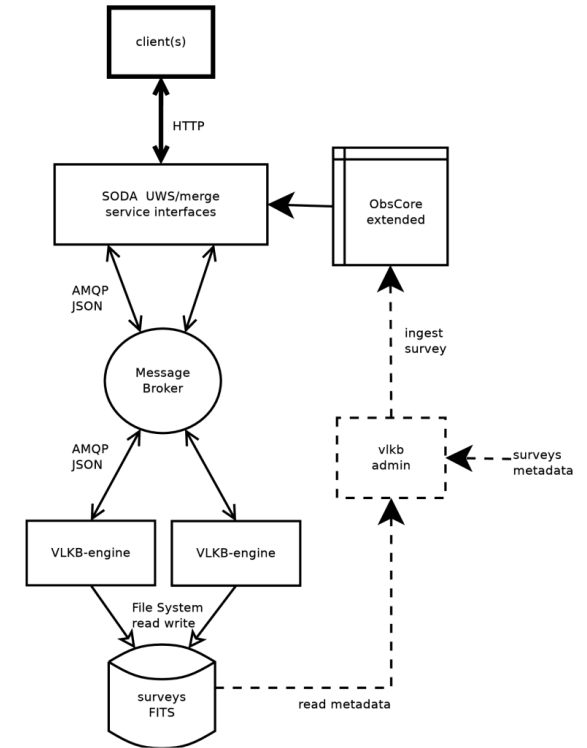 client(s)
HTTP
SODA UWS/merge
service interfaces
ObsCore
extended
AMQP
JSON
ingest
survey
Message
Broker
AMQP
JSON
vlkb
admin
surveys
metadata
VLKB-engine
VLKB-engine
File System
read write
surveys
FITS
read metadata